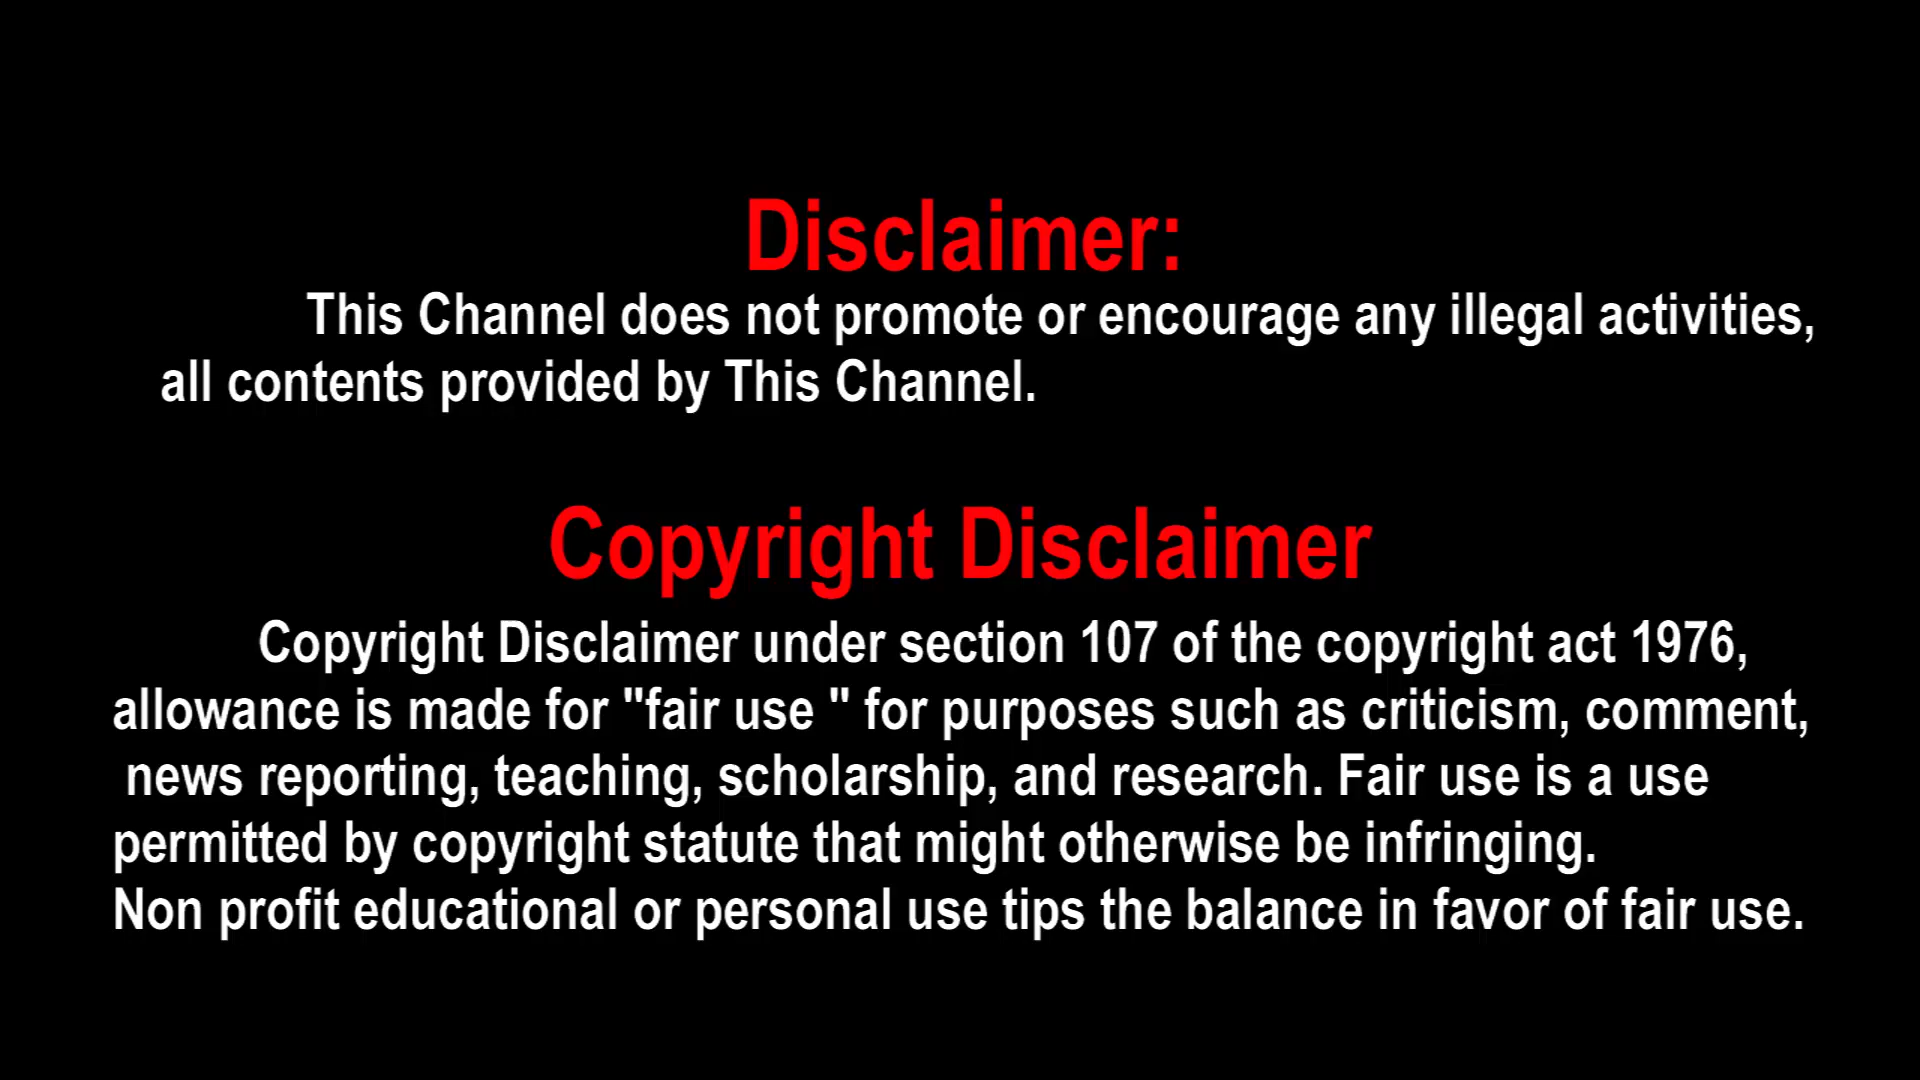 Disclaimer:
This Channel does not promote or encourage any illegal activities,
all contents provided by This Channel.
Copyright Disclaimer
Copyright Disclaimer under section 107 of the copyright act 1976,
allowance is made for "fair use " for purposes such as criticism, comment,
news reporting, teaching, scholarship, and research. Fair use is a use
permitted by copyright statute that might otherwise be infringing.
Non profit educational or personal use tips the balance in favor of fair use.